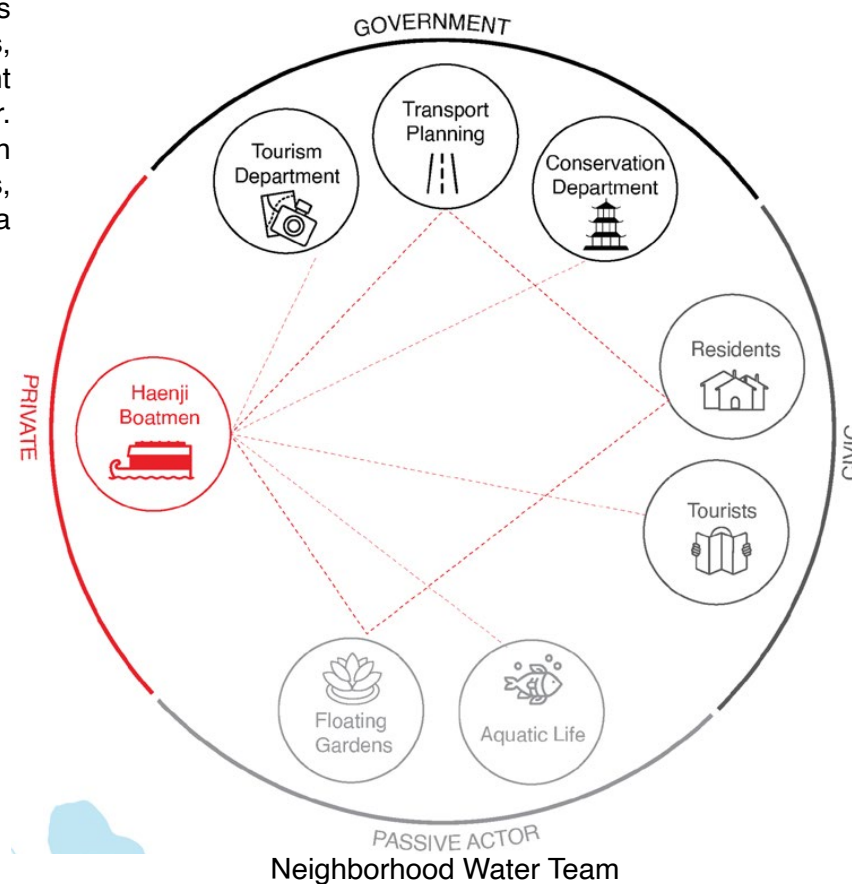 s
s,
nt
r.
n
s,
a
GOVERNMENT
Transport
Planning
Tourism
Department
Conservation
Department
Residents
PRIVATE
Haenji
Boatmen
CIVIC
Tourists
Floating
Gardens
Aquatic Life
PASSIVE ACTOR
Neighborhood Water Team